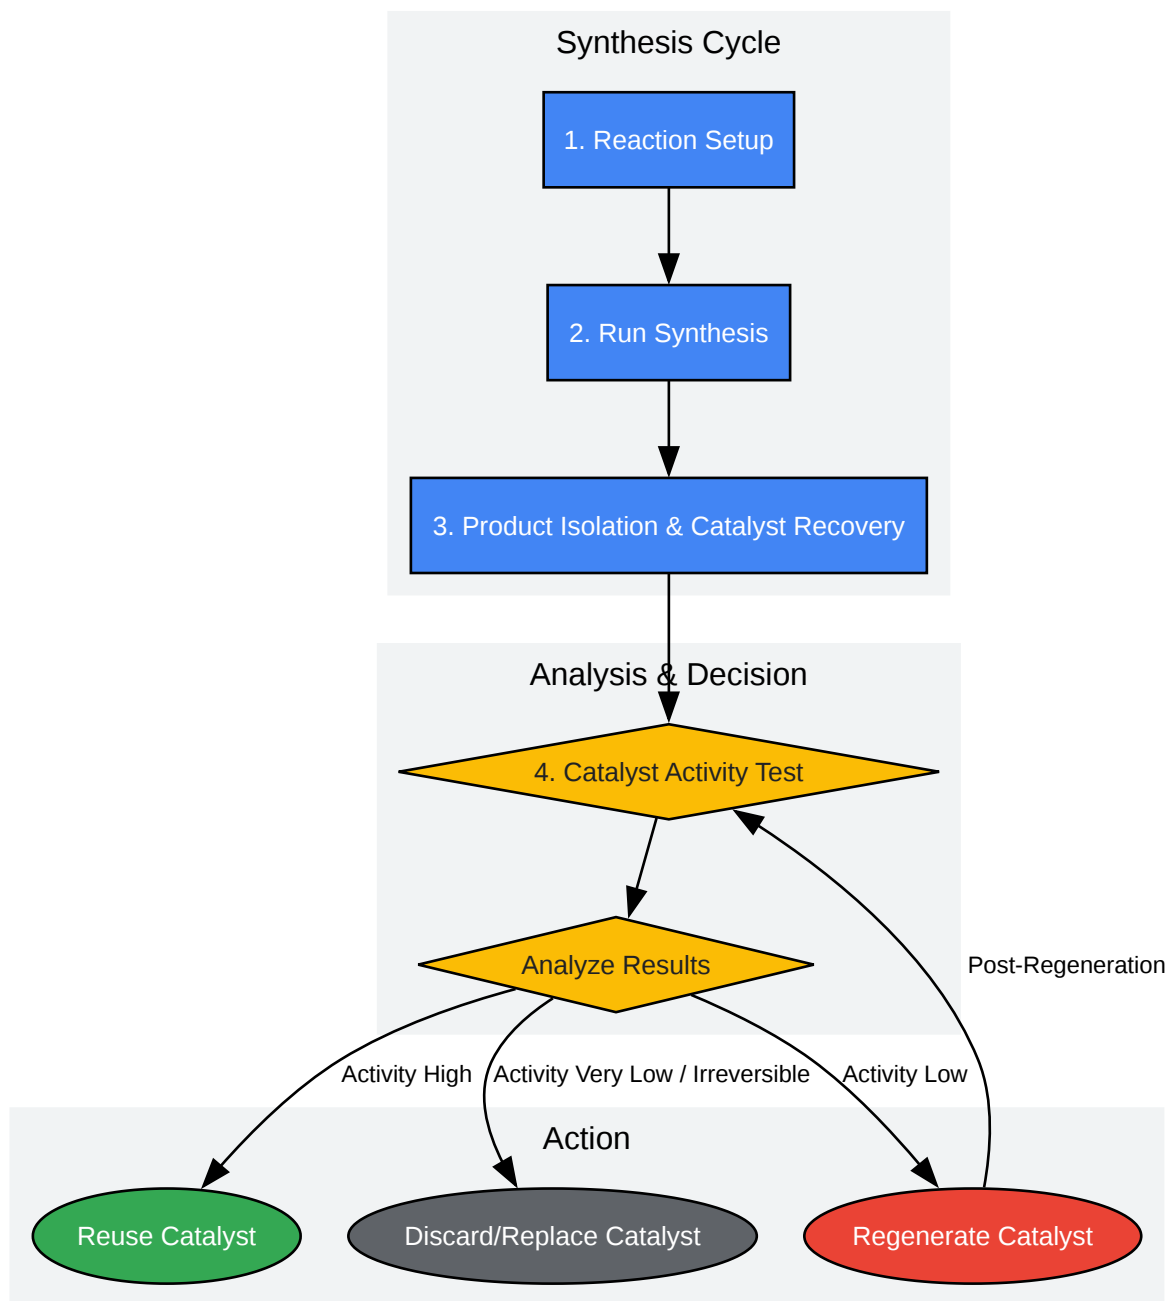 Synthesis Cycle
1. Reaction Setup
2. Run Synthesis
3. Product Isolation & Catalyst Recovery
Analysis & Decision
4. Catalyst Activity Test
Analyze Results
Post-Regeneration
Activity High
Activity Very Low / Irreversible
Activity Low
Action
Reuse Catalyst
Discard/Replace Catalyst
Regenerate Catalyst